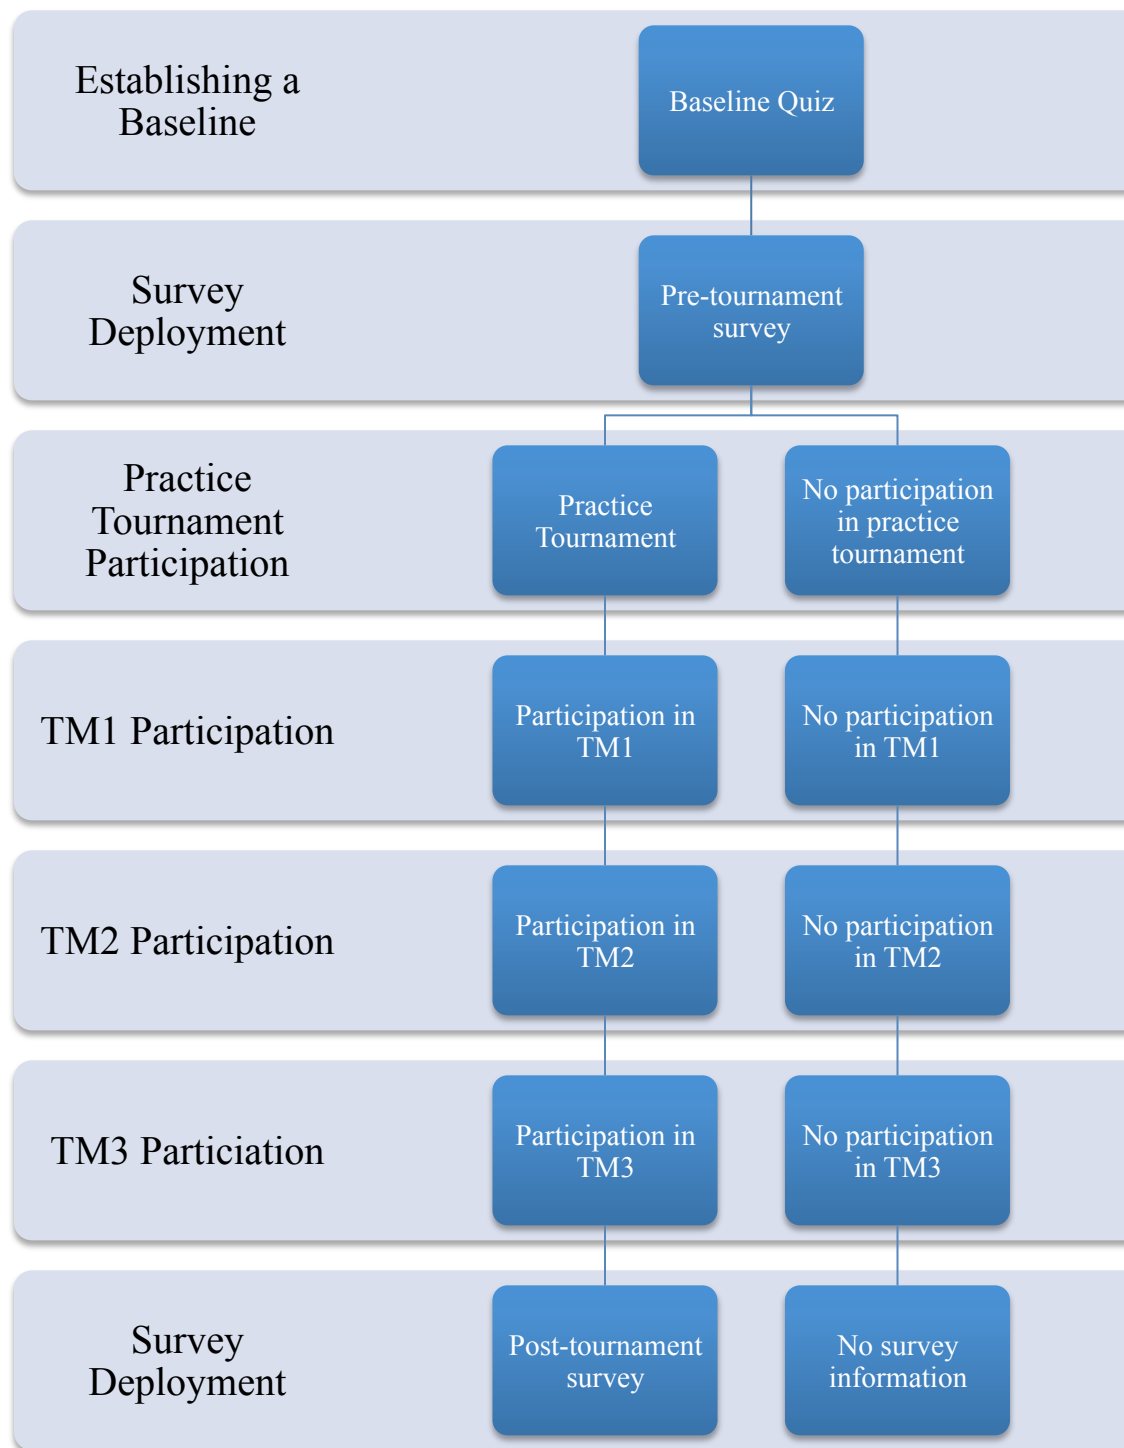 Establishing a
Baseline
Baseline Quiz
Survey
Deployment
Pre-tournament
survey
Practice
Tournament
Participation
Practice
Tournament
No participation
in practice
tournament
TM1 Participation
Participation in
TM1
No participation
in TM1
TM2 Participation
Participation in
TM2
No participation
in TM2
TM3 Particiation
Participation in
TM3
No participation
in TM3
Survey
Deployment
Post-tournament
survey
No survey
information